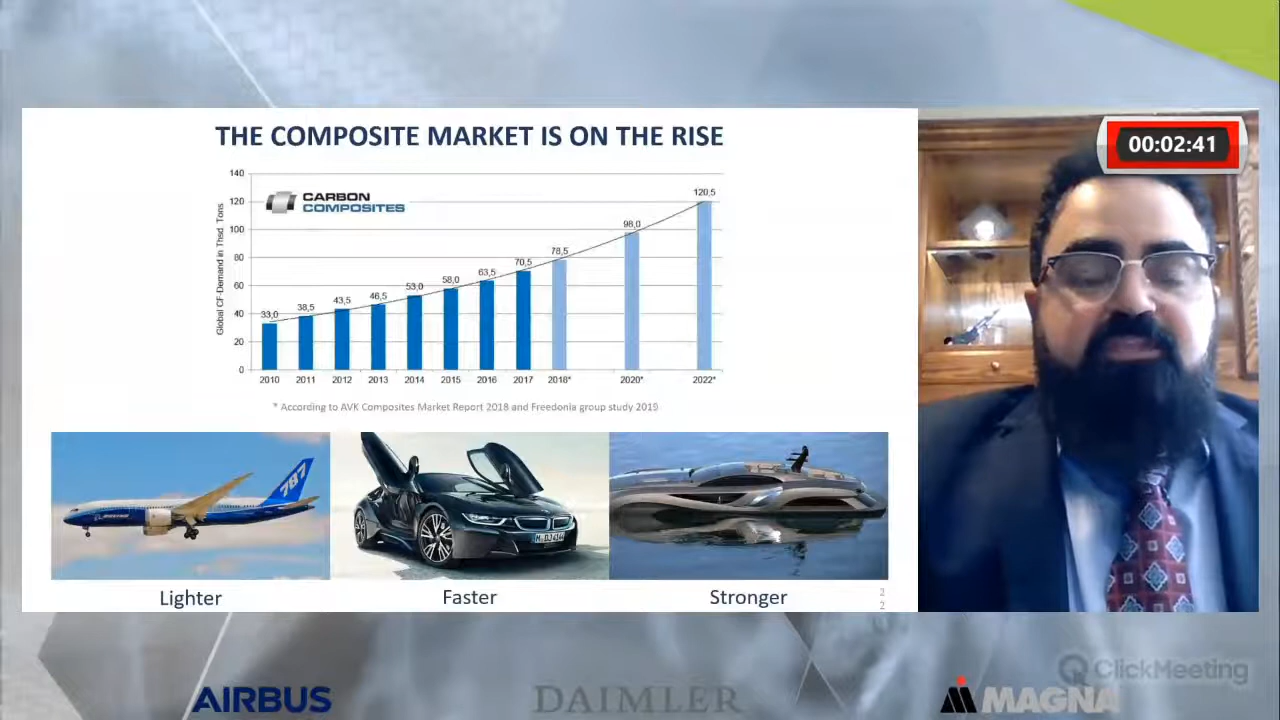 THE COMPOSITE MARKET IS ON THE RISE
00:02:41
CARBON
COMPOSITES
Global CF-Demand in Thsd. Tons
140
120
100
80
60
40
20
0
33,0
38,5
43,5
46,5
53,0
58,0
63,5
70,5
78,5
98,0
120,5
2010 2011 2012 2013 2014 2015 2016 2017 2018* 2020* 2022*
* According to AVK Composites Market Report 2018 and Freedonia group study 2019
787
BOEING
Lighter Faster Stronger
2
2
ClickMeeting
AIRBUS DAIMLER MAGNA